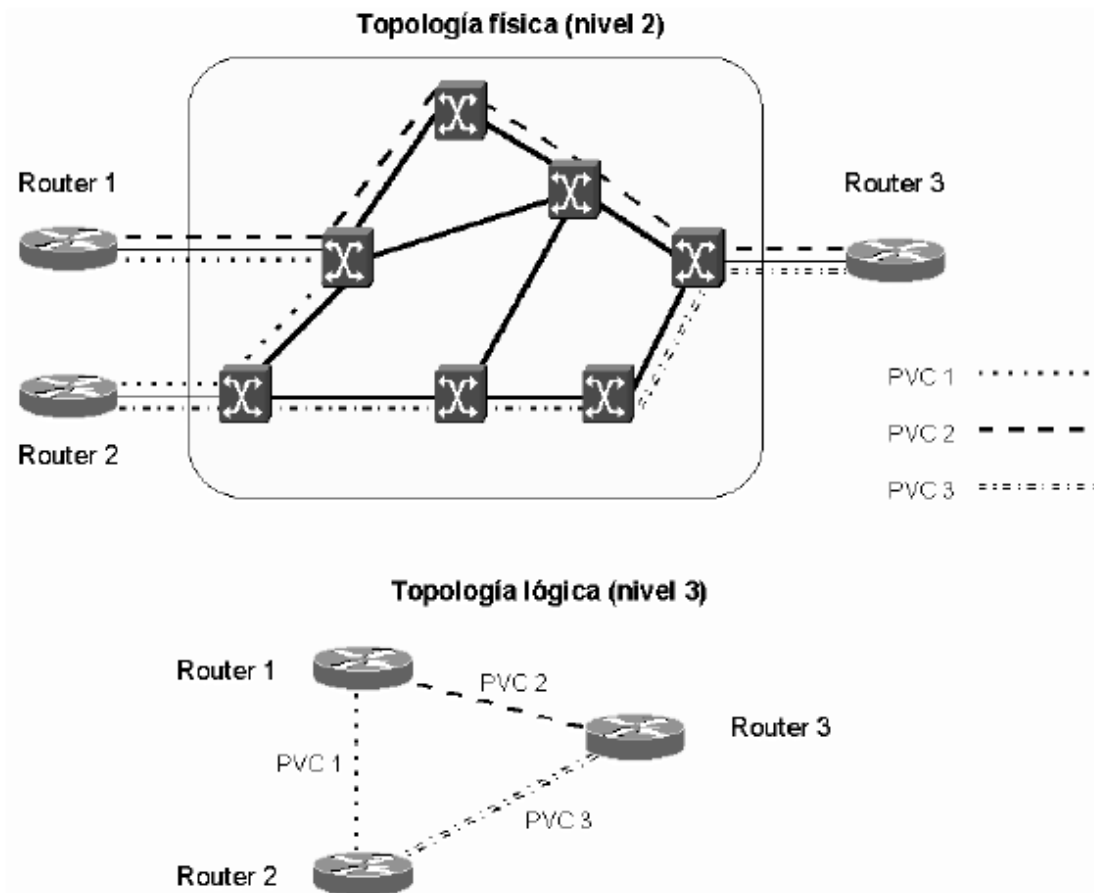 Topología física (nivel 2)
Router 1
Router 3
Router 2
PVC 1
PVC 2
PVC 3
Topología lógica (nivel 3)
Router 1
PVC 2
Router 3
PVC 1
PVC 3
Router 2